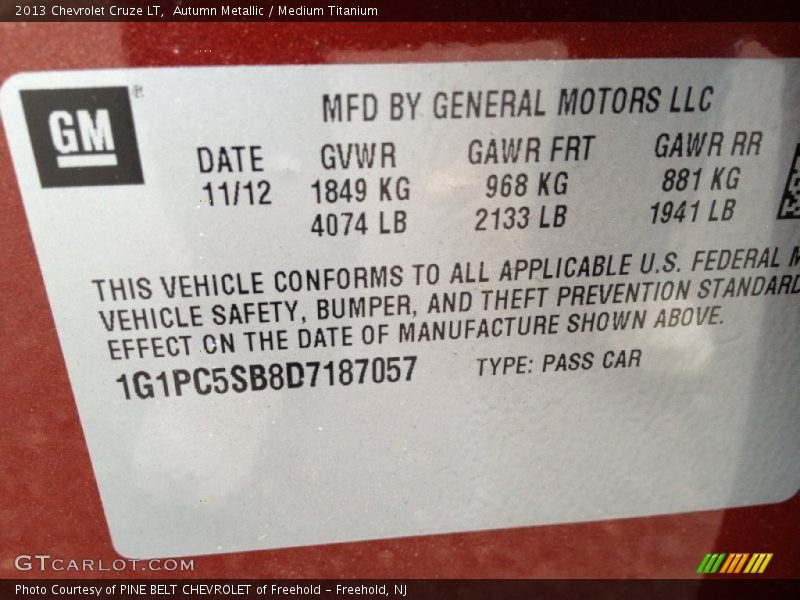 2013 Chevrolet Cruze LT,  Autumn Metallic / Medium Titanium
GM ®
MFD BY GENERAL MOTORS LLC
DATE GVWR GAWR FRT GAWR RR
11/12 1849 KG 968 KG 881 KG
4074 LB 2133 LB 1941 LB
THIS VEHICLE CONFORMS TO ALL APPLICABLE U.S. FEDERAL M
VEHICLE SAFETY, BUMPER, AND THEFT PREVENTION STANDARD
EFFECT ON THE DATE OF MANUFACTURE SHOWN ABOVE.
1G1PC5SB8D7187057 TYPE: PASS CAR
GTCARLOT.COM
Photo Courtesy of PINE BELT CHEVROLET of Freehold - Freehold, NJ